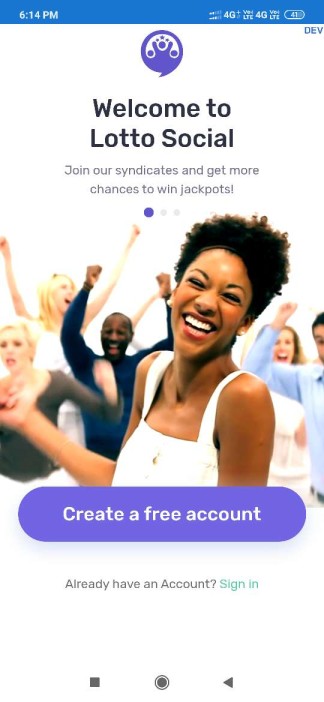 6:14 PM
4G+ Vo) LTE 4G Vo) LTE 41
DEV
Welcome to
Lotto Social
Join our syndicates and get more
chances to win jackpots!
Create a free account
Already have an Account? Sign in